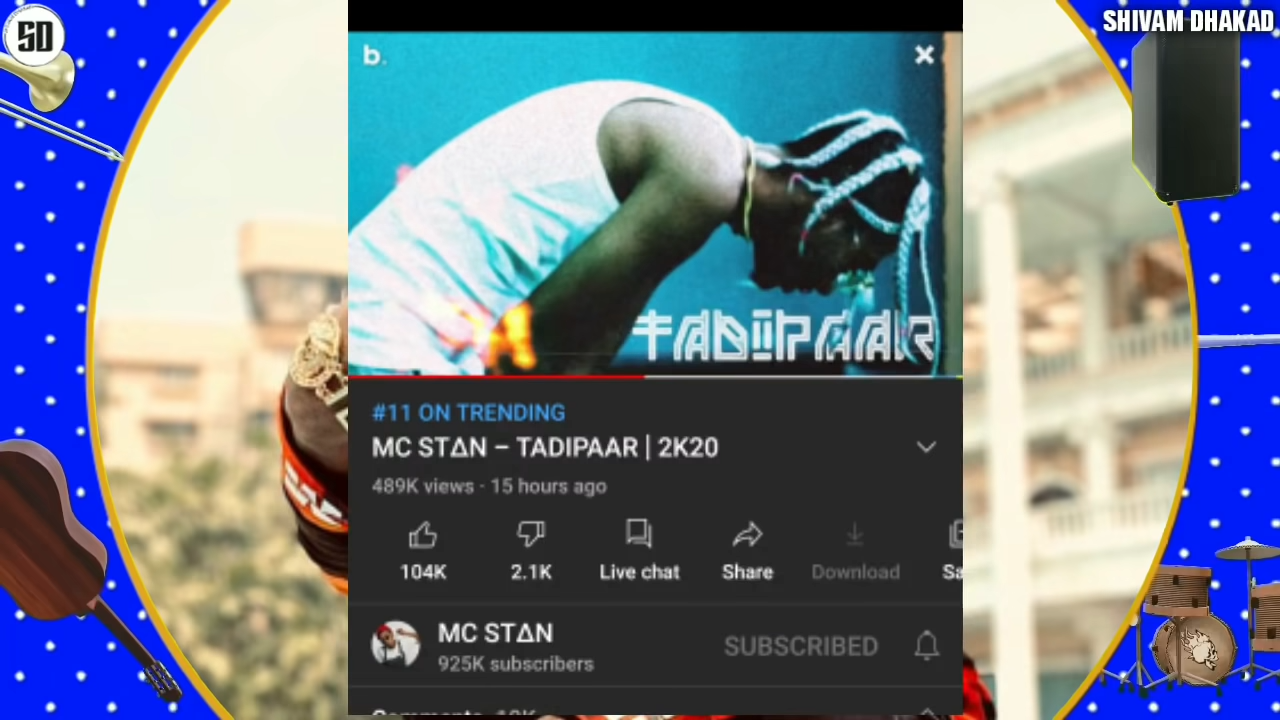 SD
SHIVAM DHAKAD
b.
TADIPAAR
#11 ON TRENDING
MC STΔN – TADIPAAR | 2K20
489K views · 15 hours ago
104K
2.1K
Live chat
Share
Download
Sa
MC STΔN
925K subscribers
SUBSCRIBED